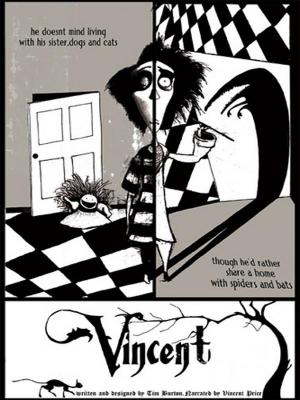 he doesnt mind living
with his sister,dogs and cats
though he'd rather
share a home
with spiders and bats
Vincent
written and designed by Tim Burton.Narrated by Vincent Price